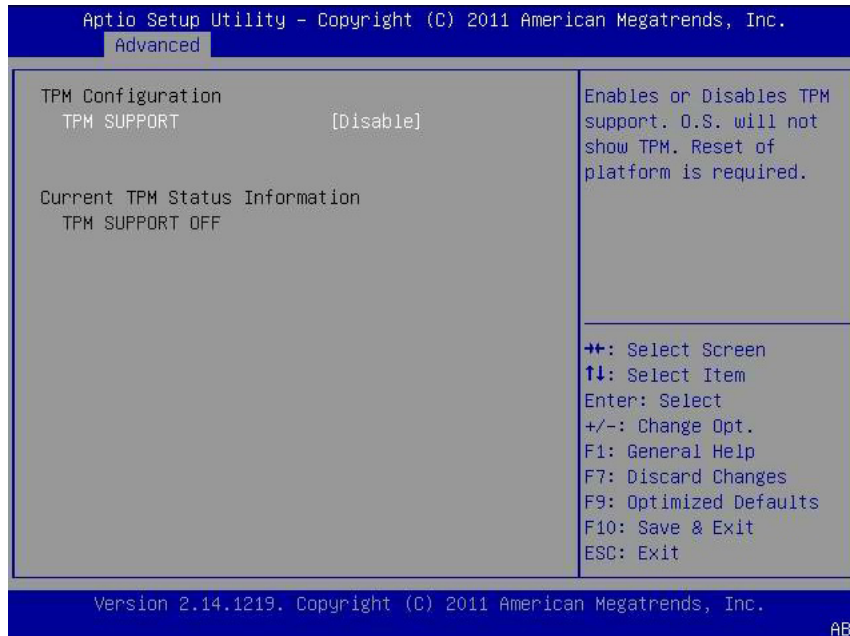 Aptio Setup Utility – Copyright (C) 2011 American Megatrends, Inc.
Advanced
TPM Configuration
TPM SUPPORT [Disable]
Current TPM Status Information
TPM SUPPORT OFF
Enables or Disables TPM
support. O.S. will not
show TPM. Reset of
platform is required.
→←: Select Screen
↑↓: Select Item
Enter: Select
+/-: Change Opt.
F1: General Help
F7: Discard Changes
F9: Optimized Defaults
F10: Save & Exit
ESC: Exit
Version 2.14.1219. Copyright (C) 2011 American Megatrends, Inc.
AB